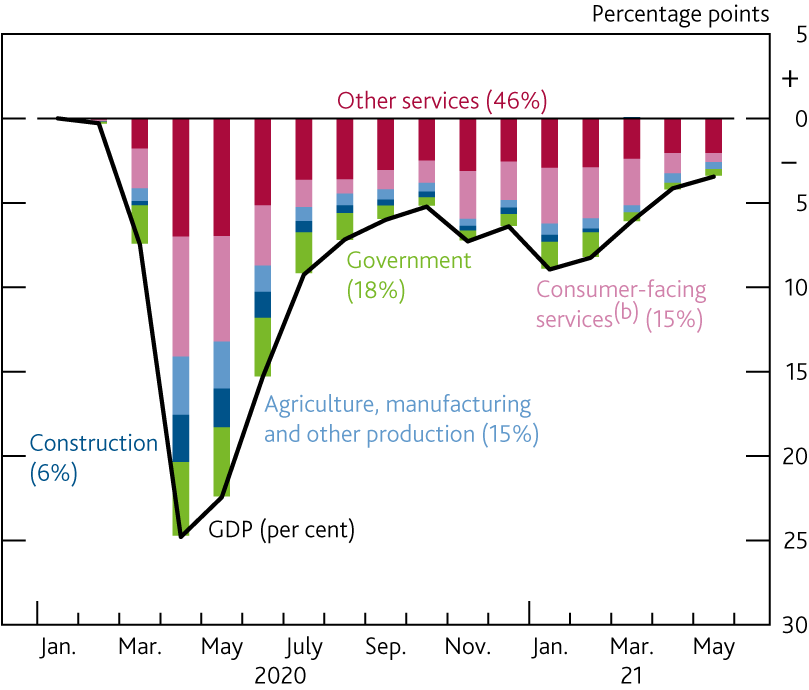 Percentage points
5
+
0
–
5
10
15
20
25
30
Other services (46%)
Government
(18%)
Consumer-facing
services(b) (15%)
Agriculture, manufacturing
and other production (15%)
Construction
(6%)
GDP (per cent)
Jan. Mar. May July Sep. Nov. Jan. Mar. May
2020 21